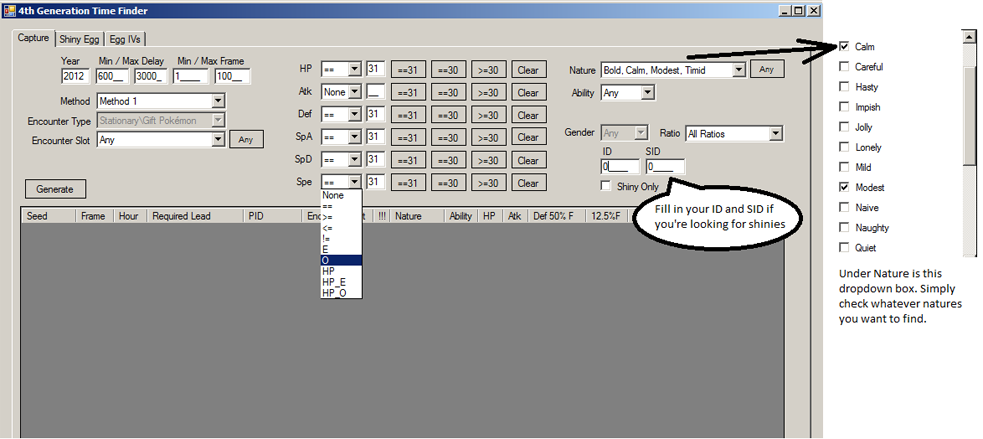 4th Generation Time Finder
Capture Shiny Egg Egg IVs
Year Min / Max Delay Min / Max Frame
2012 600__ 3000_ 1____ 100__
Method Method 1
Encounter Type Stationary\Gift Pokémon
Encounter Slot Any Any
Generate
HP == 31 ==31 ==30 >=30 Clear
Atk None __ ==31 ==30 >=30 Clear
Def == 31 ==31 ==30 >=30 Clear
SpA == 31 ==31 ==30 >=30 Clear
SpD == 31 ==31 ==30 >=30 Clear
Spe == 31 ==31 ==30 >=30 Clear
None
==
>=
<=
!=
E
O
HP
HP_E
HP_O
Nature Bold, Calm, Modest, Timid Any
Ability Any
Gender Any Ratio All Ratios
ID SID
0____ 0____
Shiny Only
Fill in your ID and SID if
you're looking for shinies
Seed Frame Hour Required Lead PID Enc t !!! Nature Ability HP Atk Def 50% F 12.5%F
Calm
Careful
Hasty
Impish
Jolly
Lonely
Mild
Modest
Naive
Naughty
Quiet
Under Nature is this
dropdown box. Simply
check whatever natures
you want to find.